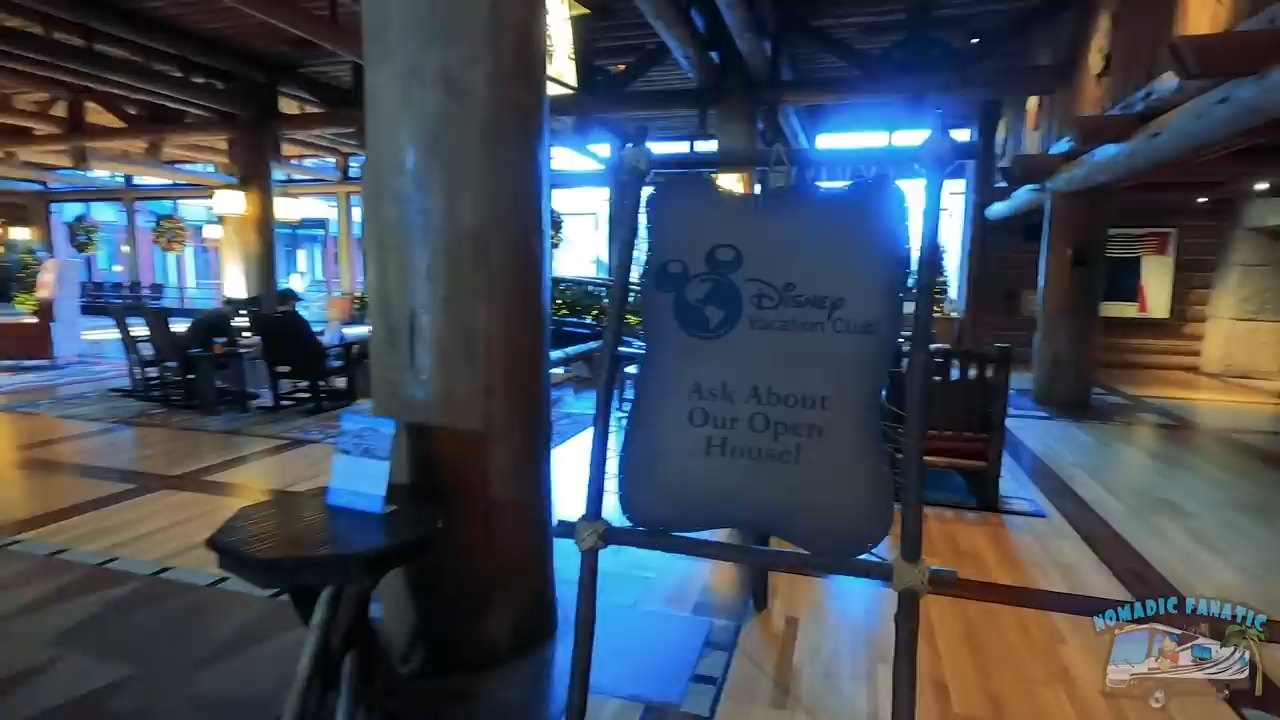 Disney
Vacation Club
Ask About
Our Open
House!
NOMADIC FANATIC